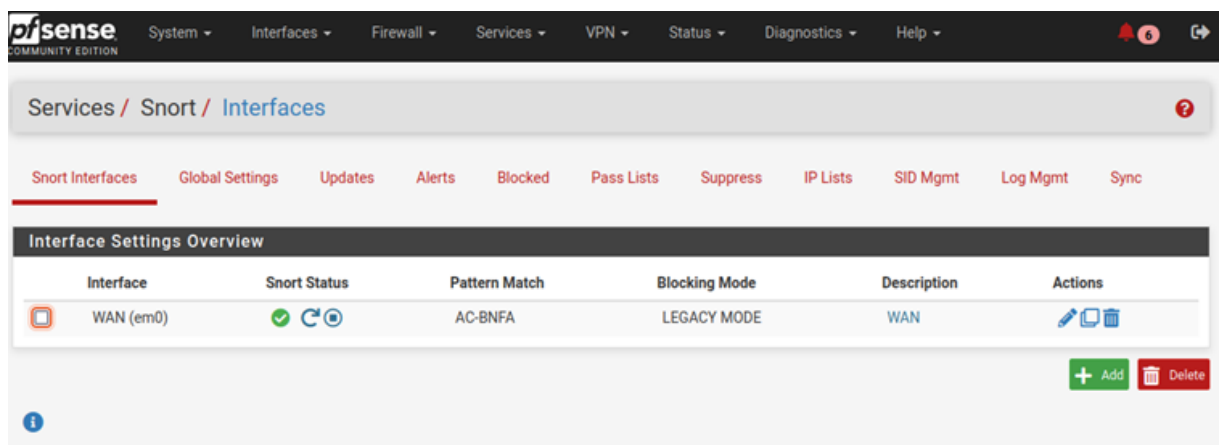 pfsense System Interfaces Firewall Services VPN Status Diagnostics Help 6
COMMUNITY EDITION
Services / Snort / Interfaces
Snort Interfaces Global Settings Updates Alerts Blocked Pass Lists Suppress IP Lists SID Mgmt Log Mgmt Sync
Interface Settings Overview
Interface Snort Status Pattern Match Blocking Mode Description Actions
WAN (em0) AC-BNFA LEGACY MODE WAN
Add Delete